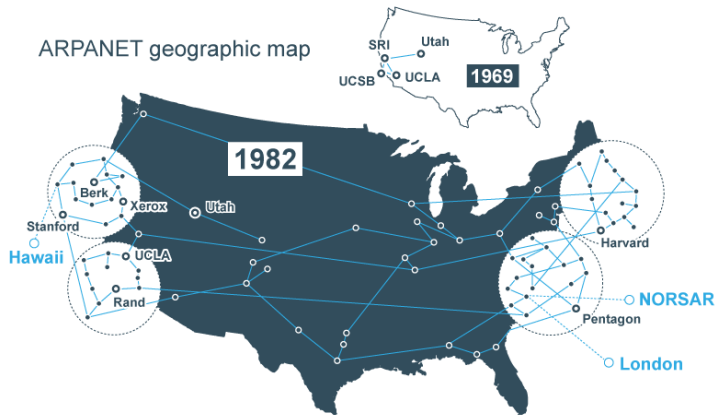 ARPANET geographic map
SRI
Utah
UCSB
UCLA
1969
1982
Berk
Xerox
Stanford
Utah
Hawaii
UCLA
Rand
Harvard
NORSAR
Pentagon
London